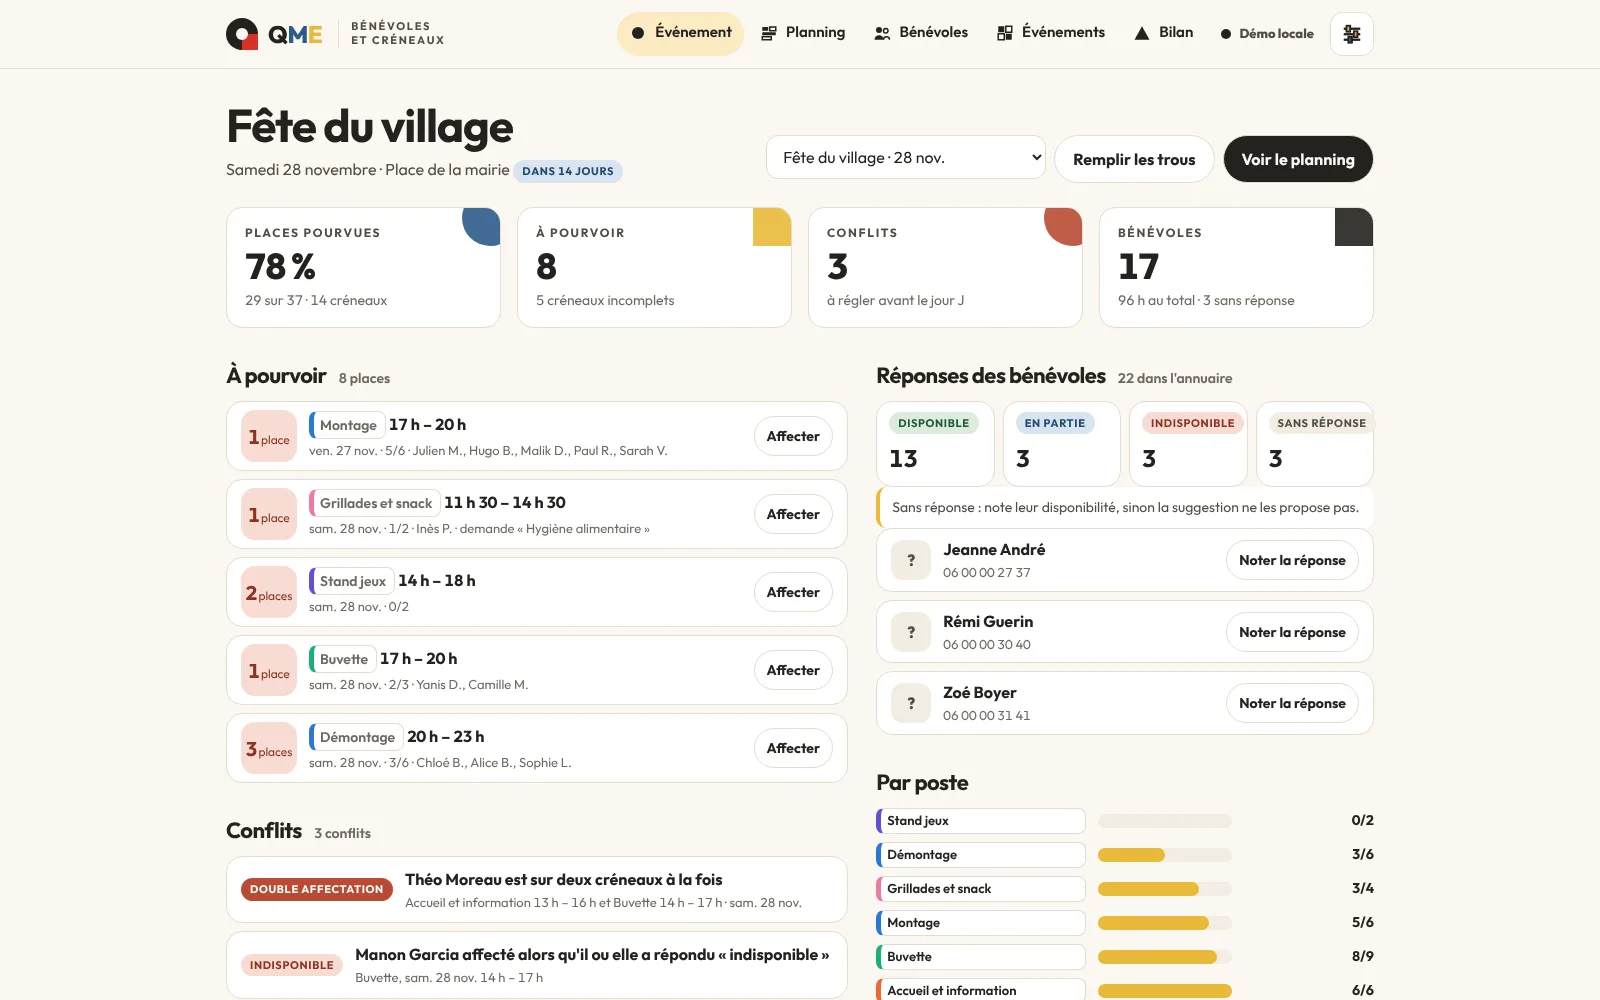 QME
BÉNÉVOLES
ET CRÉNEAUX
Événement
Planning
Bénévoles
Événements
Bilan
Démo locale
Fête du village
Samedi 28 novembre · Place de la mairie
DANS 14 JOURS
Fête du village · 28 nov.
Remplir les trous
Voir le planning
PLACES POURVUES
78 %
29 sur 37 · 14 créneaux
À POURVOIR
8
5 créneaux incomplets
CONFLITS
3
à régler avant le jour J
BÉNÉVOLES
17
96 h au total · 3 sans réponse
À pourvoir
8 places
1 place
Montage 17 h – 20 h
ven. 27 nov. · 5/6 · Julien M., Hugo B., Malik D., Paul R., Sarah V.
Affecter
1 place
Grillades et snack 11 h 30 – 14 h 30
sam. 28 nov. · 1/2 · Inès P. · demande « Hygiène alimentaire »
Affecter
2 places
Stand jeux 14 h – 18 h
sam. 28 nov. · 0/2
Affecter
1 place
Buvette 17 h – 20 h
sam. 28 nov. · 2/3 · Yanis D., Camille M.
Affecter
3 places
Démontage 20 h – 23 h
sam. 28 nov. · 3/6 · Chloé B., Alice B., Sophie L.
Affecter
Conflits
3 conflits
DOUBLE AFFECTATION
Théo Moreau est sur deux créneaux à la fois
Accueil et information 13 h – 16 h et Buvette 14 h – 17 h · sam. 28 nov.
INDISPONIBLE
Manon Garcia affecté alors qu'il ou elle a répondu « indisponible »
Buvette, sam. 28 nov. 14 h – 17 h
Réponses des bénévoles
22 dans l'annuaire
DISPONIBLE
13
EN PARTIE
3
INDISPONIBLE
3
SANS RÉPONSE
3
Sans réponse : note leur disponibilité, sinon la suggestion ne les propose pas.
?
Jeanne André
06 00 00 27 37
Noter la réponse
?
Rémi Guerin
06 00 00 30 40
Noter la réponse
?
Zoé Boyer
06 00 00 31 41
Noter la réponse
Par poste
Stand jeux
0/2
Démontage
3/6
Grillades et snack
3/4
Montage
5/6
Buvette
8/9
Accueil et information
6/6